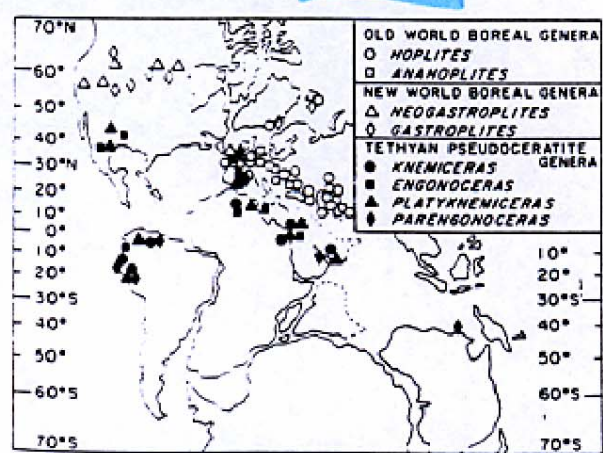 70°N
60°
50°
40°
30°N
20°
10°
0°
10°
20°
30°S
40°
50°
60°S
70°S
OLD WORLD BOREAL GENERA
HOPLITES
ANAHOPLITES
NEW WORLD BOREAL GENERA
NEOGASTROPLITES
GASTROPLITES
TETHYAN PSEUDOCERATITE
GENERA
KNEMICERAS
ENGONOCERAS
PLATYKNEMICERAS
PARENGONOCERAS
10°
20°
30°S
40°
50°
60°S
70°S